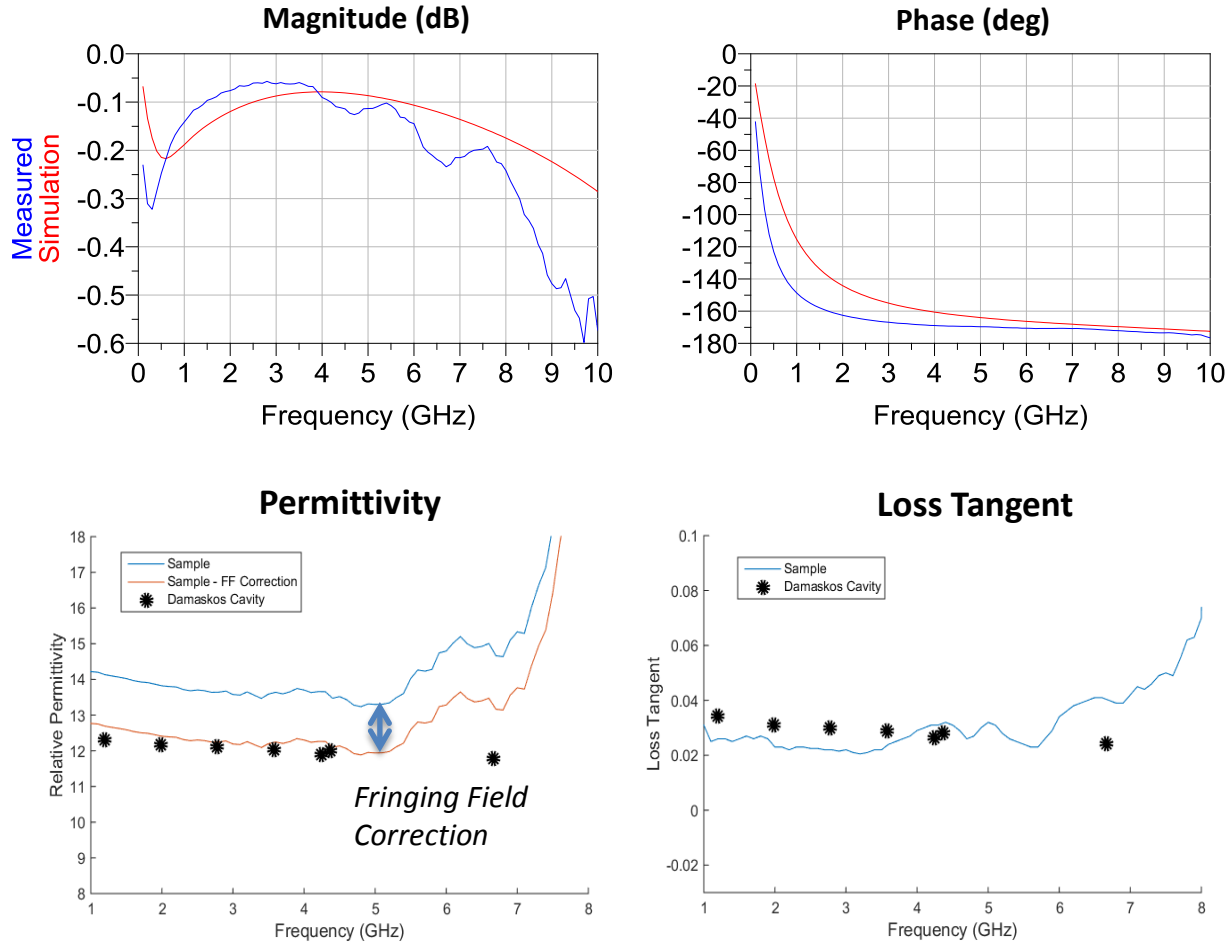 Magnitude (dB)
Measured
Simulation
0.0
-0.1
-0.2
-0.3
-0.4
-0.5
-0.6
0 1 2 3 4 5 6 7 8 9 10
Frequency (GHz)
Phase (deg)
0
-20
-40
-60
-80
-100
-120
-140
-160
-180
0 1 2 3 4 5 6 7 8 9 10
Frequency (GHz)
Permittivity
Relative Permittivity
18
17
16
15
14
13
12
11
10
9
8
Sample
Sample - FF Correction
Damaskos Cavity
Fringing Field
Correction
1 2 3 4 5 6 7 8
Frequency (GHz)
Loss Tangent
Loss Tangent
0.1
0.08
0.06
0.04
0.02
0
-0.02
Sample
Damaskos Cavity
1 2 3 4 5 6 7 8
Frequency (GHz)